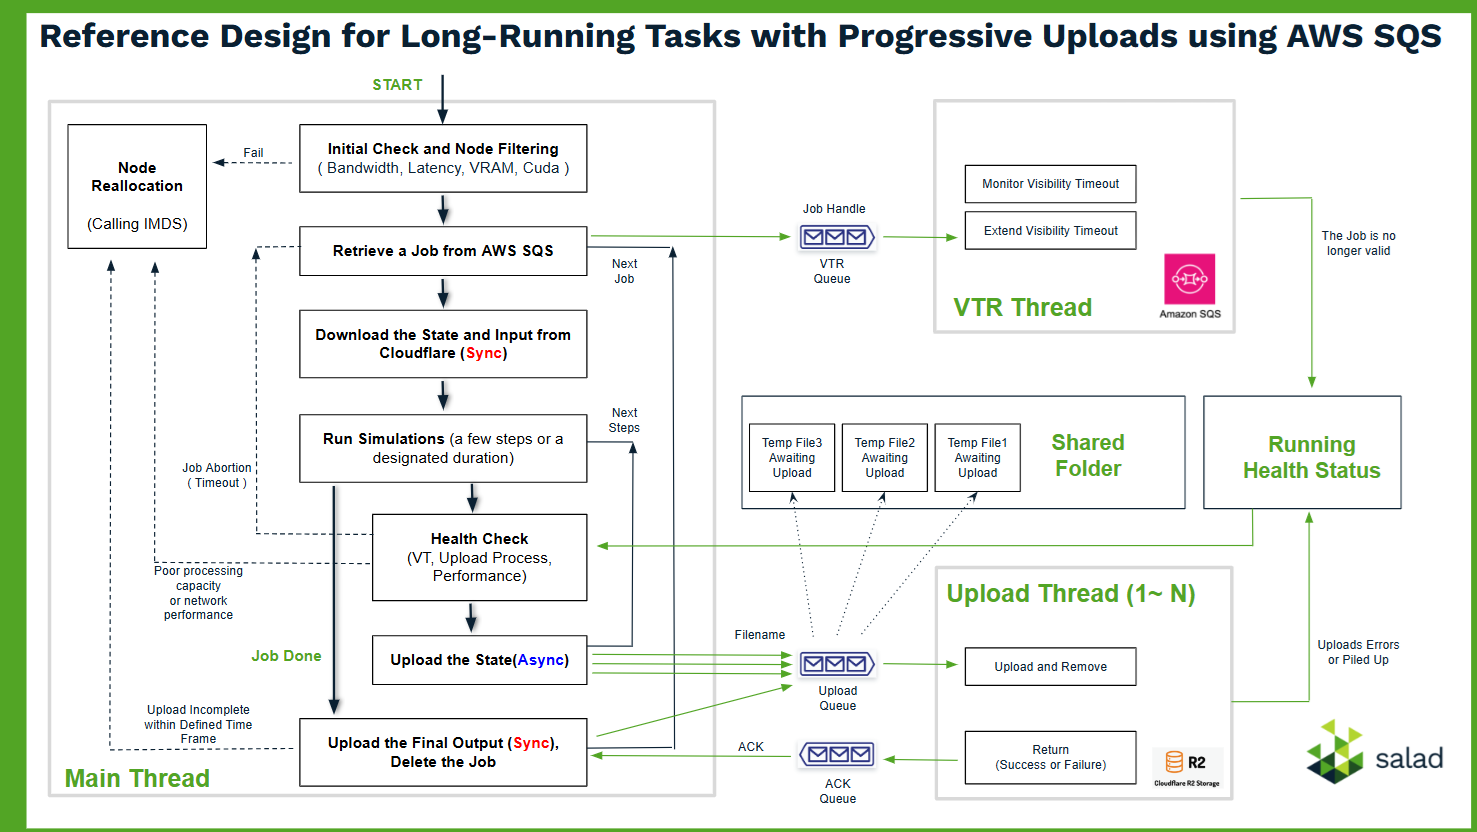 Reference Design for Long-Running Tasks with Progressive Uploads using AWS SQS
START
Node
Reallocation
(Calling IMDS)
Fail
Initial Check and Node Filtering
( Bandwidth, Latency, VRAM, Cuda )
Retrieve a Job from AWS SQS
Next
Job
Download the State and Input from
Cloudflare (Sync)
Run Simulations (a few steps or a
designated duration)
Next
Steps
Job Abortion
( Timeout )
Health Check
(VT, Upload Process,
Performance)
Poor processing
capacity
or network
performance
Job Done
Upload the State(Async)
Upload Incomplete
within Defined Time
Frame
Upload the Final Output (Sync),
Delete the Job
Main Thread
Job Handle
VTR
Queue
Monitor Visibility Timeout
Extend Visibility Timeout
VTR Thread
Amazon SQS
The Job is no
longer valid
Temp File3
Awaiting
Upload
Temp File2
Awaiting
Upload
Temp File1
Awaiting
Upload
Shared
Folder
Running
Health Status
Filename
Upload
Queue
ACK
ACK
Queue
Upload Thread (1~ N)
Upload and Remove
Return
(Success or Failure)
R2
Cloudflare R2 Storage
Uploads Errors
or Piled Up
salad